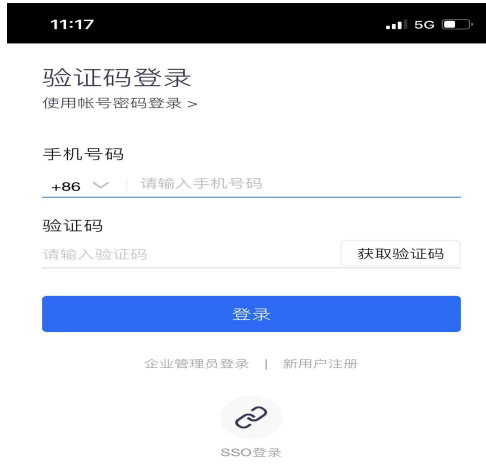 11:17 5G
验证码登录
使用帐号密码登录 >
手机号码
+86 请输入手机号码
验证码
请输入验证码 获取验证码
登录
企业管理员登录 | 新用户注册
SSO登录